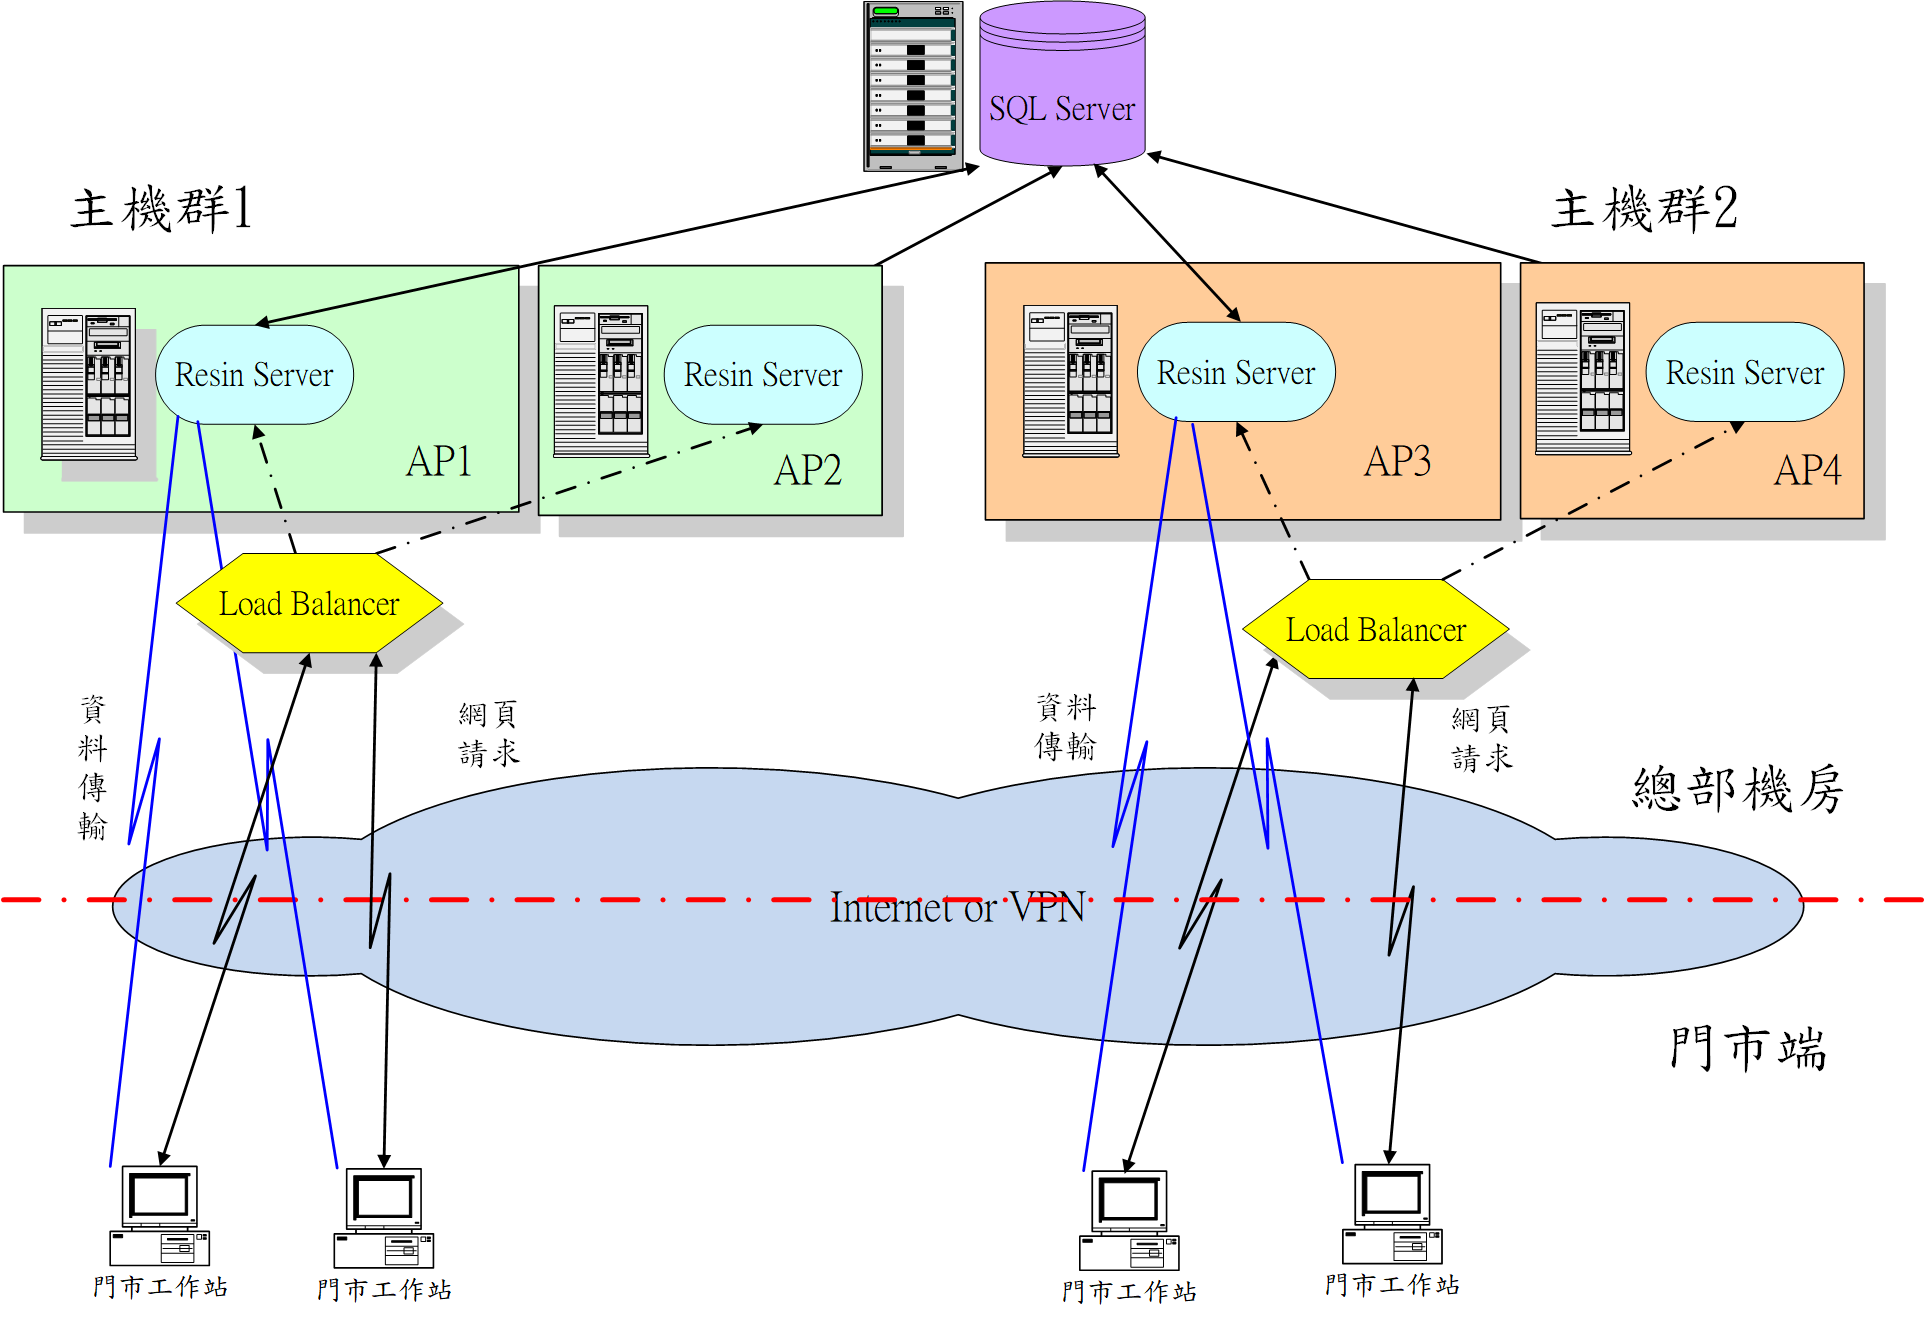 SQL Server
主機群1
主機群2
Resin Server
AP1
Resin Server
AP2
Resin Server
AP3
Resin Server
AP4
Load Balancer
Load Balancer
資
料
傳
輸
網頁
請求
資料
傳輸
網頁
請求
總部機房
Internet or VPN
門市端
門市工作站
門市工作站
門市工作站
門市工作站